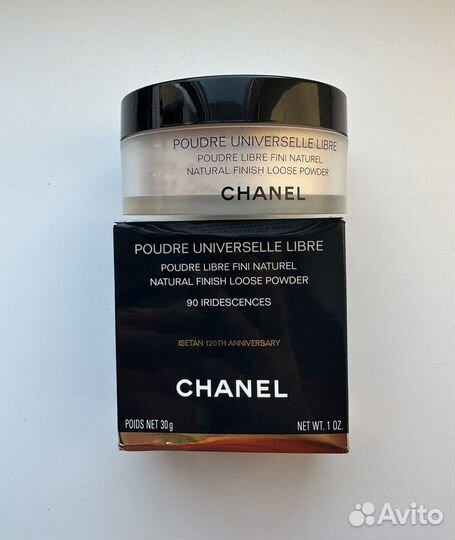 POUDRE UNIVERSELLE LIBRE
POUDRE LIBRE FINI NATUREL
NATURAL FINISH LOOSE POWDER
CHANEL
POUDRE UNIVERSELLE LIBRE
POUDRE LIBRE FINI NATUREL
NATURAL FINISH LOOSE POWDER
90 IRIDESCENCES
ISETAN 120TH ANNIVERSARY
CHANEL
POIDS NET 30g NET WT. 1 OZ.
Avito